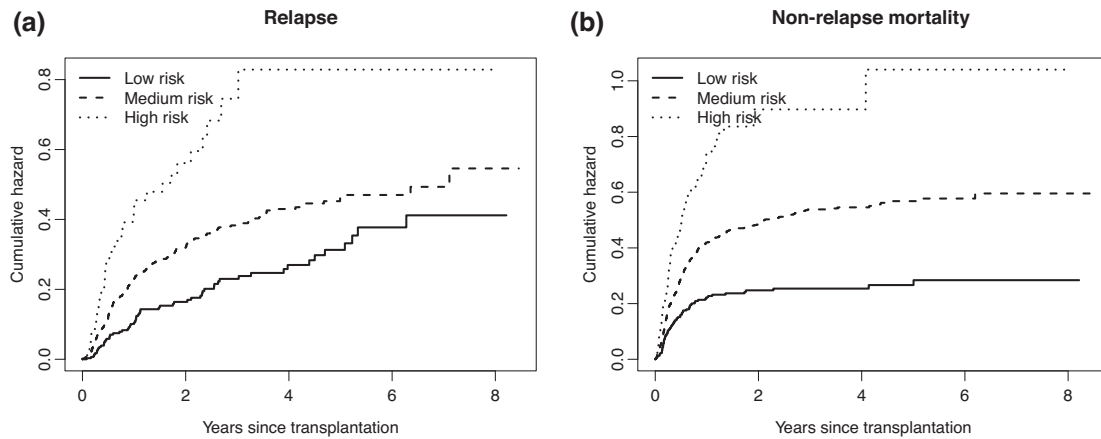 (a)
Relapse
Cumulative hazard
0.0 0.2 0.4 0.6 0.8
Low risk
Medium risk
High risk
0 2 4 6 8
Years since transplantation
(b)
Non-relapse mortality
Cumulative hazard
0.0 0.2 0.4 0.6 0.8 1.0
Low risk
Medium risk
High risk
0 2 4 6 8
Years since transplantation